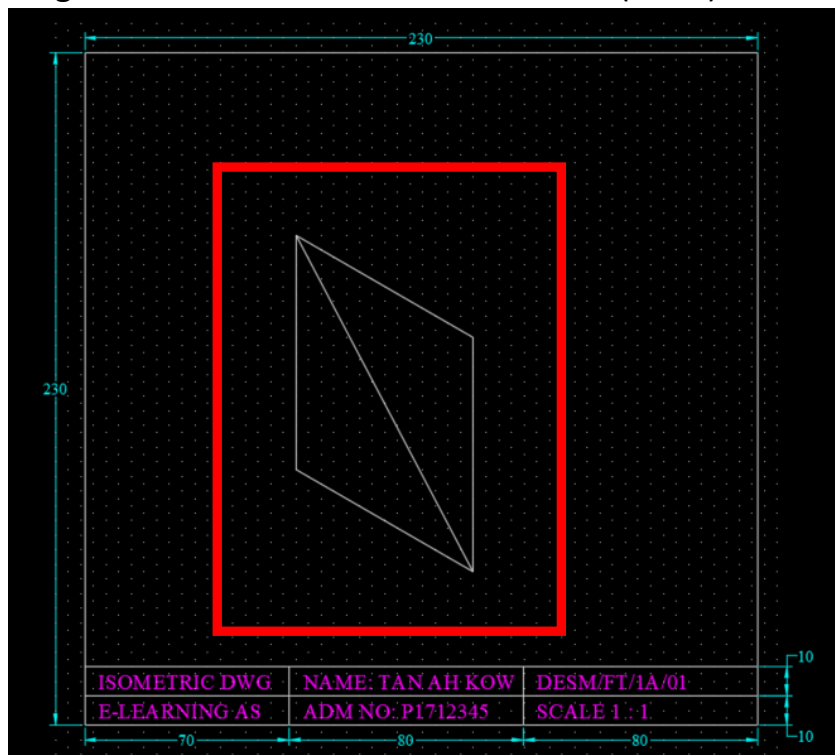 230
230
10
ISOMETRIC DWG NAME: TAN AH KOW DESM/FT/1A/01
E-LEARNING AS ADM NO: P1712345 SCALE 1 : 1
10
70 80 80